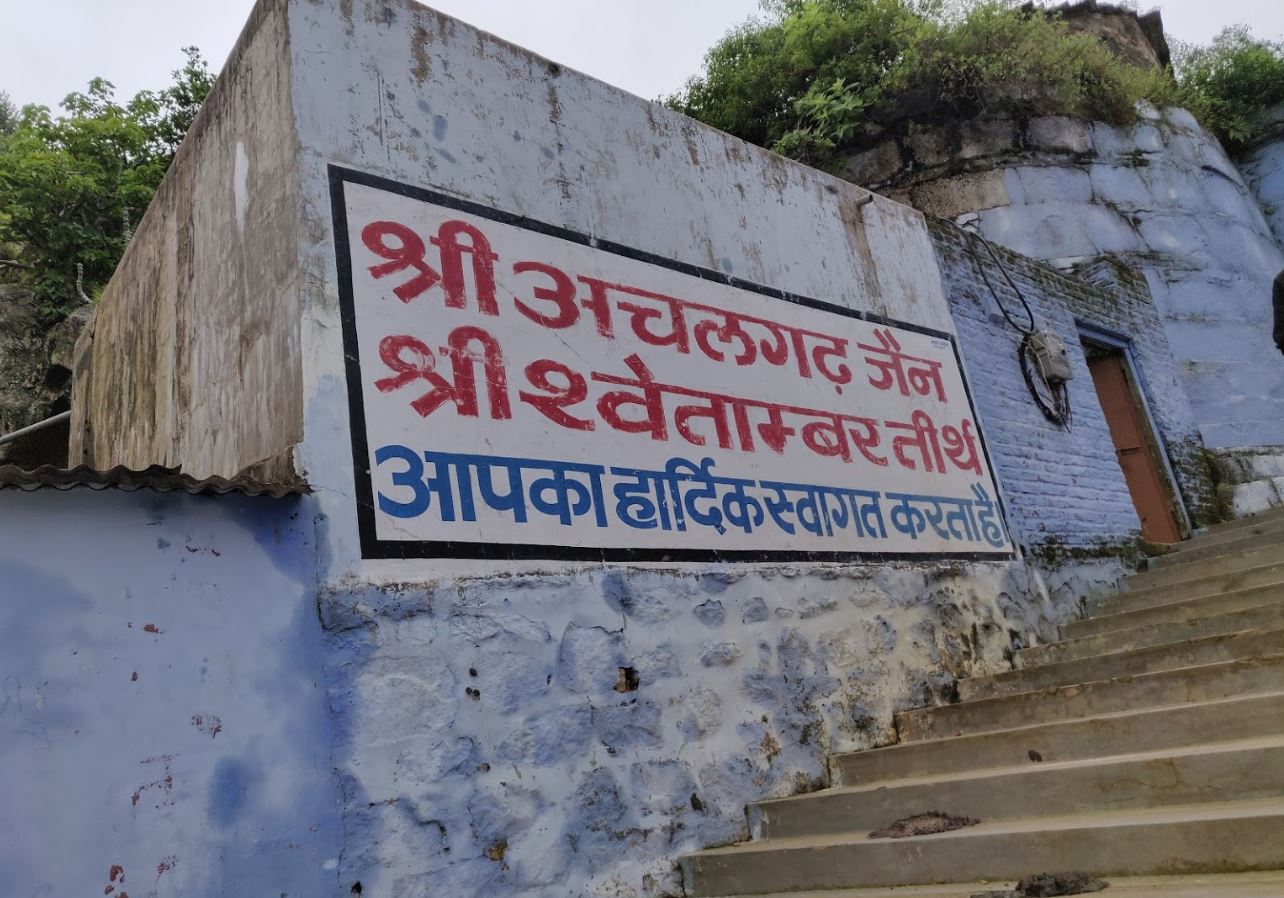 श्री अचलगढ़ जैन
श्री श्वेताम्बर तीर्थ
आपका हार्दिक स्वागत करता है।